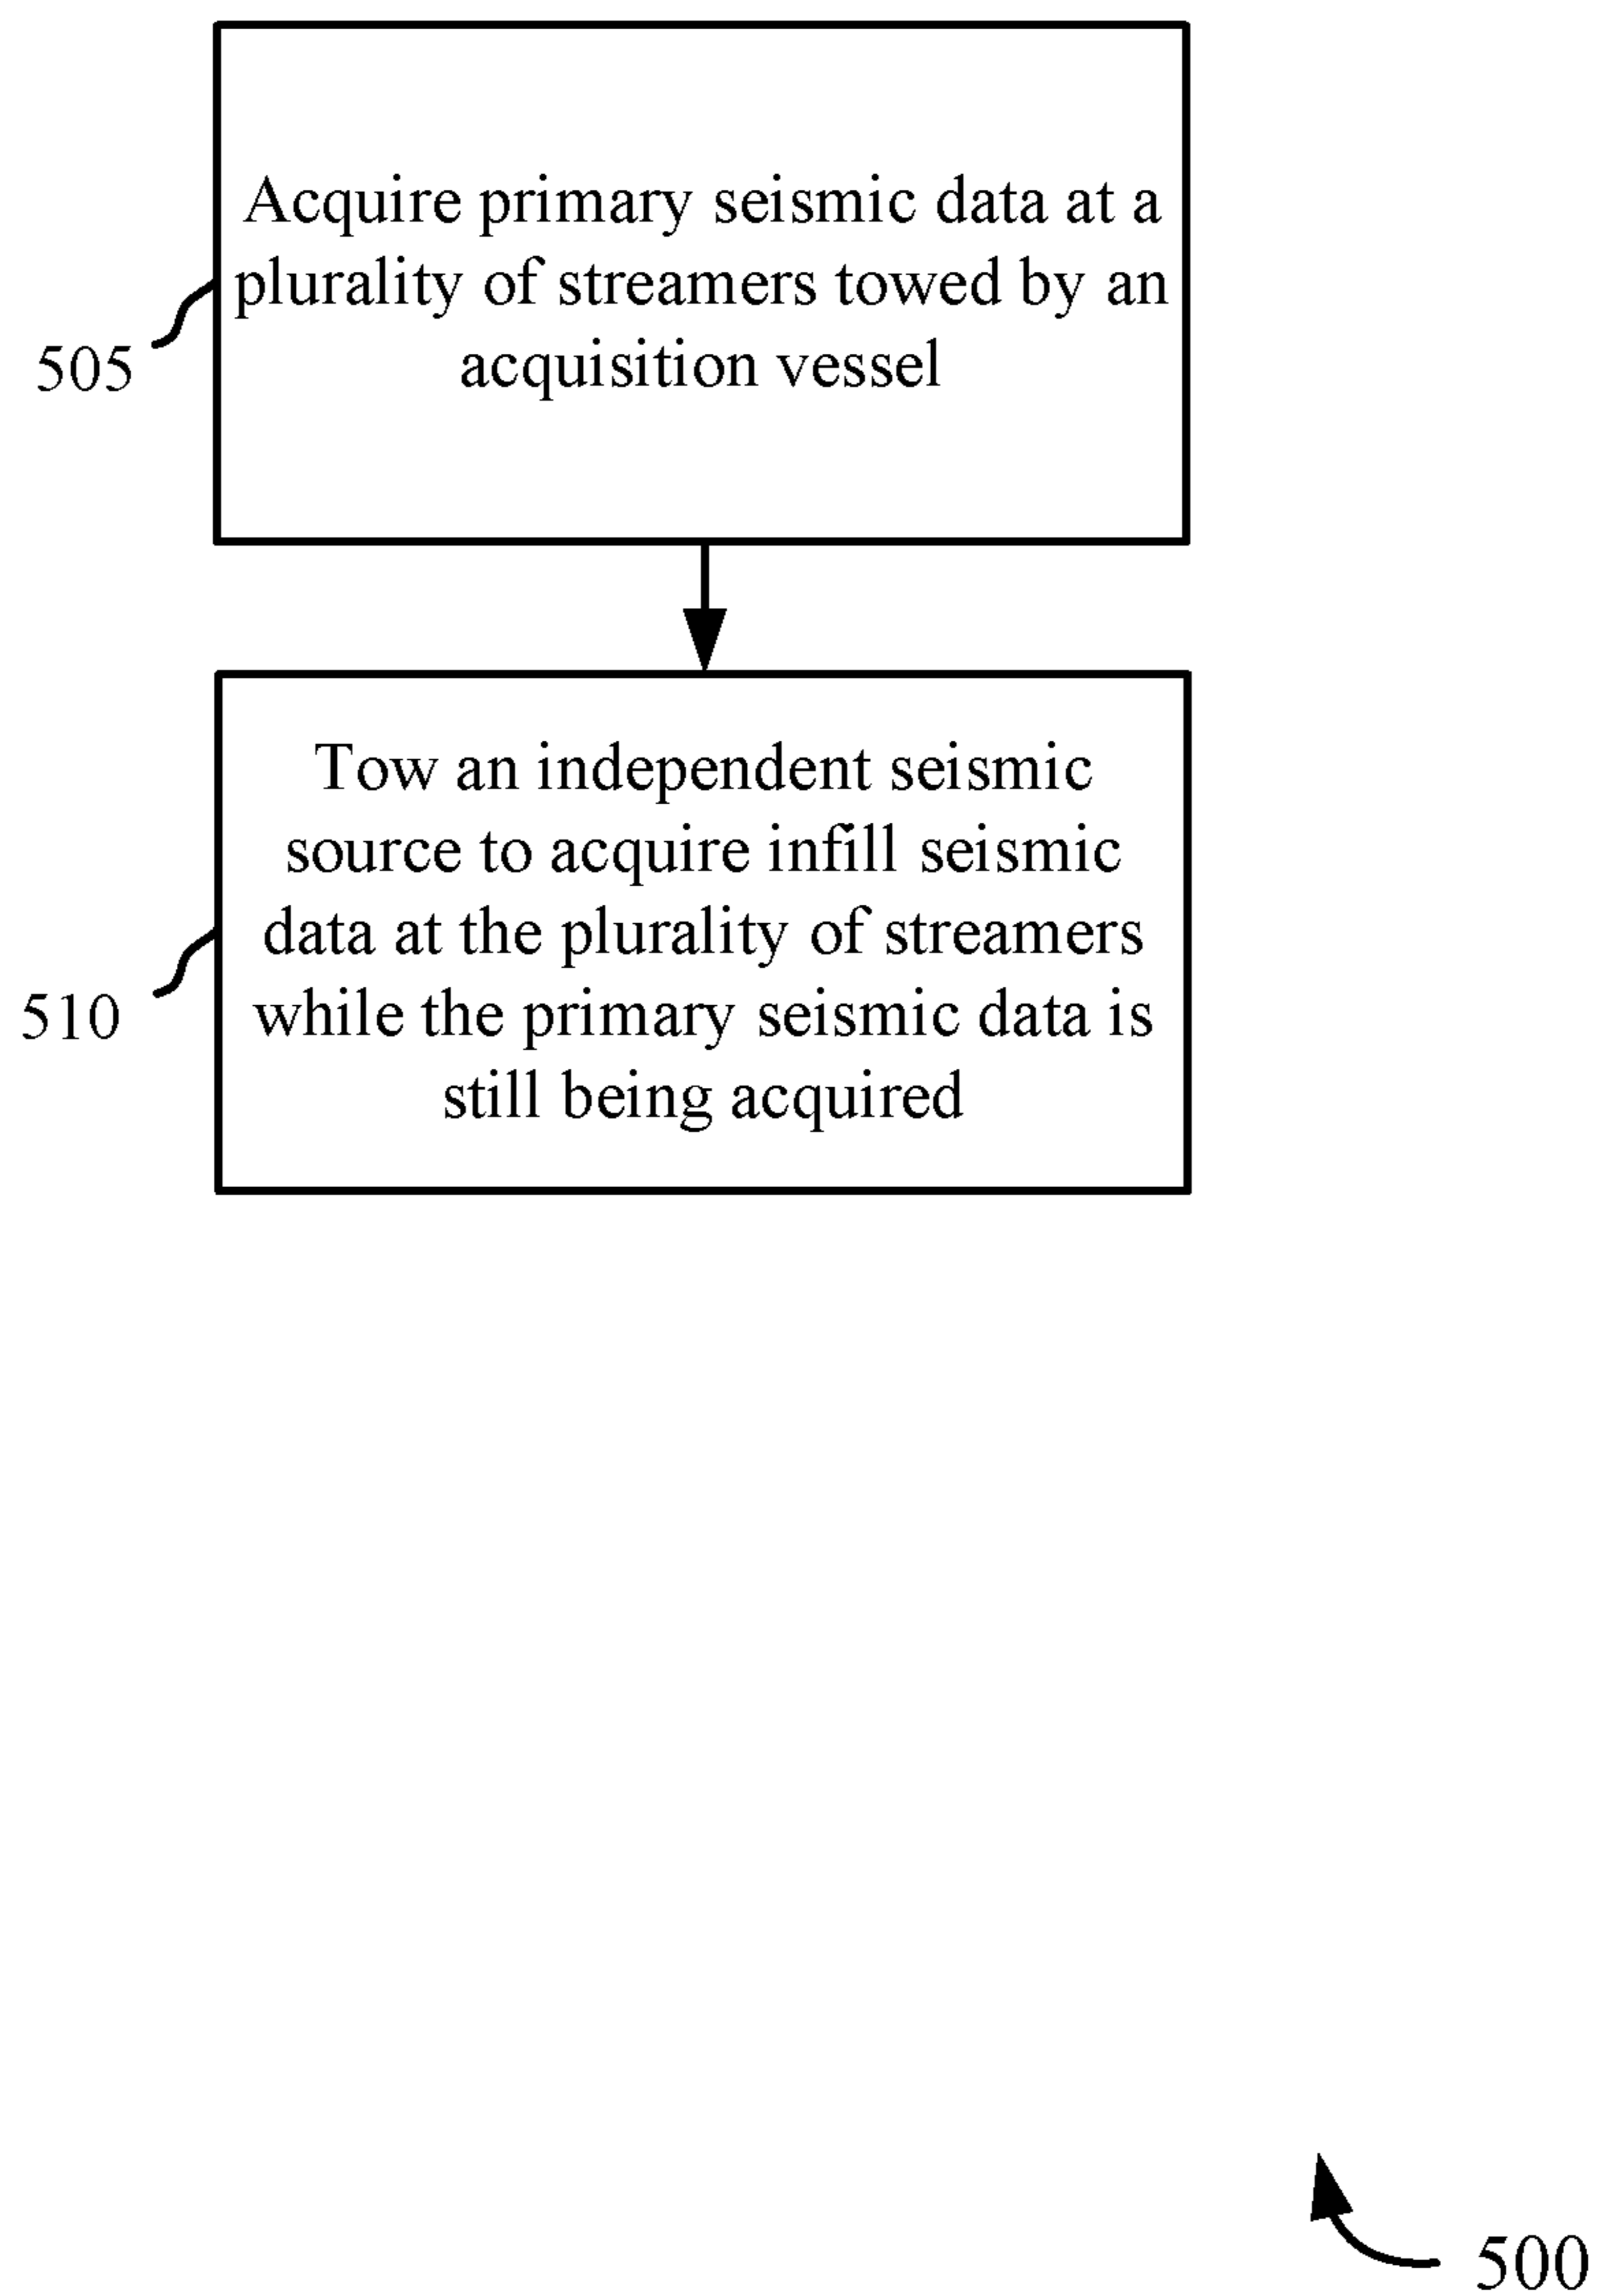 Acquire primary seismic data at a
plurality of streamers towed by an
acquisition vessel
505
Tow an independent seismic
source to acquire infill seismic
data at the plurality of streamers
while the primary seismic data is
still being acquired
510
500